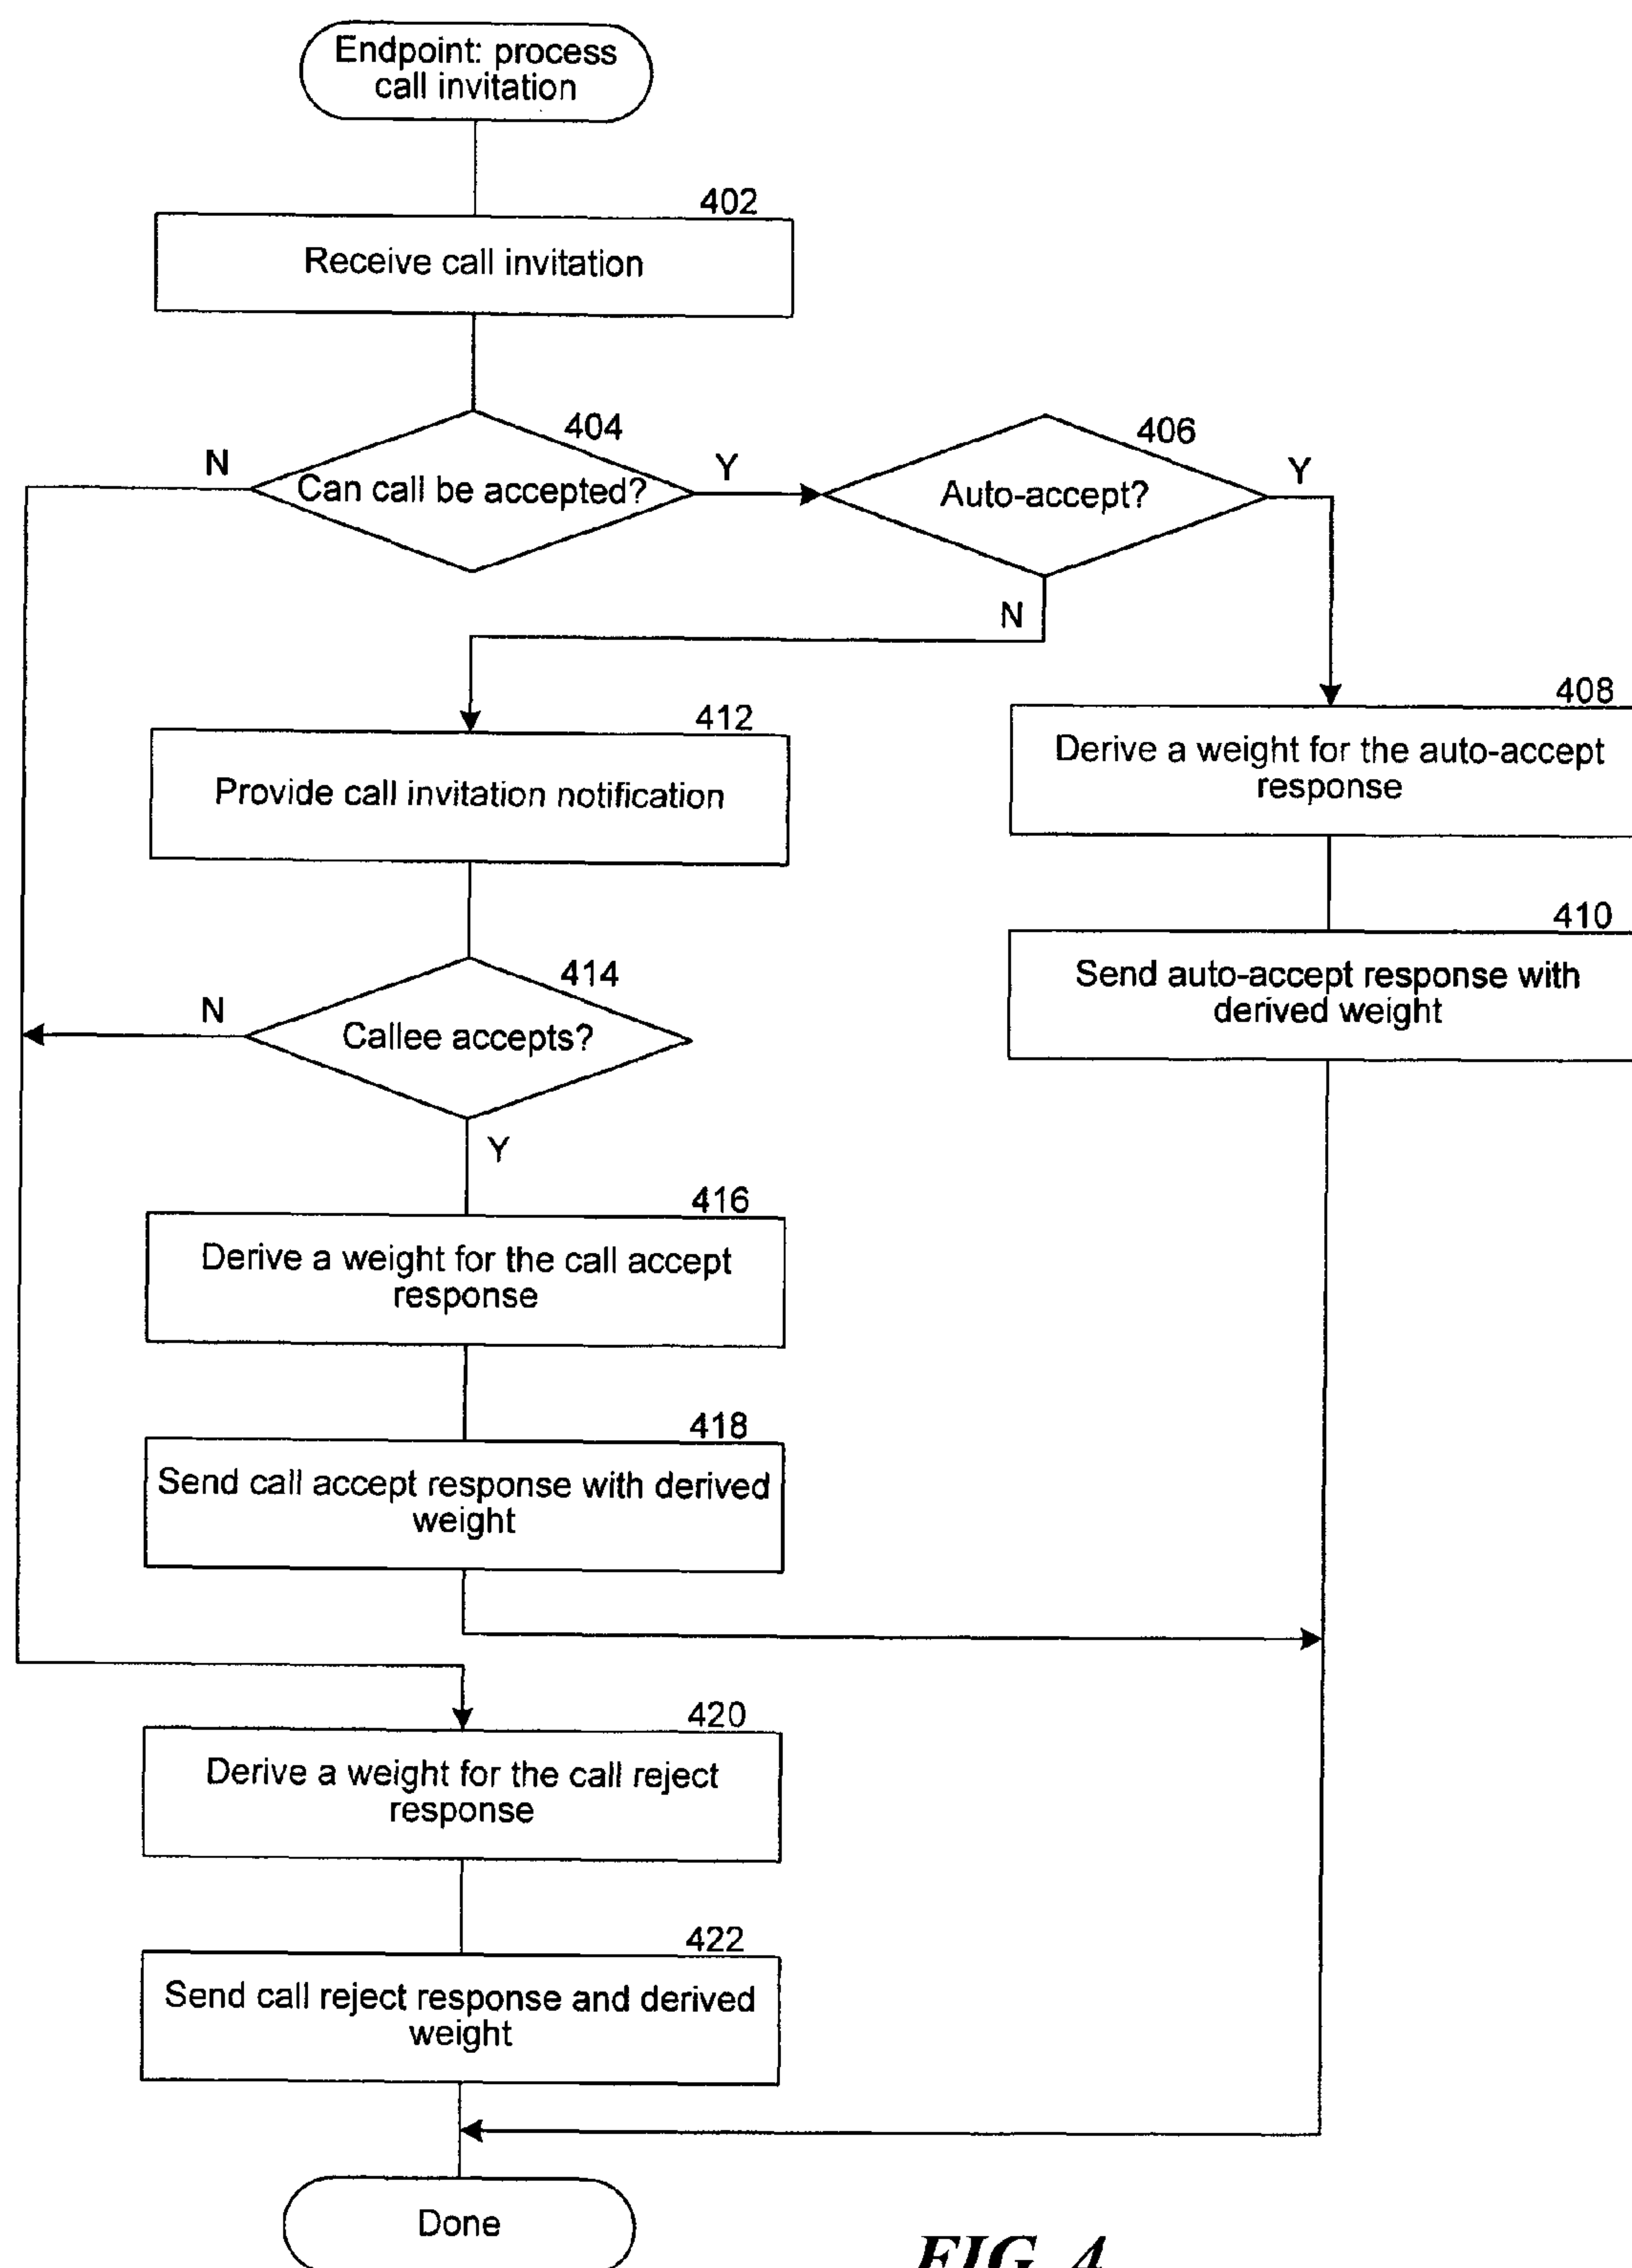 Endpoint: process
call invitation
402
Receive call invitation
404
N
Can call be accepted?
Y
406
Auto-accept?
Y
N
408
Derive a weight for the auto-accept
response
412
Provide call invitation notification
410
Send auto-accept response with
derived weight
414
N
Callee accepts?
Y
416
Derive a weight for the call accept
response
418
Send call accept response with derived
weight
420
Derive a weight for the call reject
response
422
Send call reject response and derived
weight
Done
FIG. 4